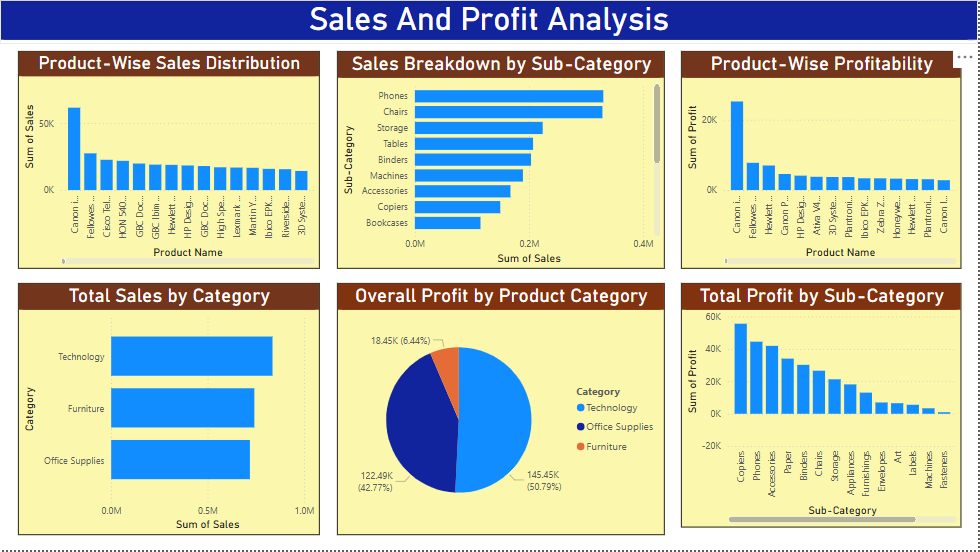 Sales And Profit Analysis
Product-Wise Sales Distribution
Sum of Sales
50K
0K
Canon i...
Fellowes ...
Cisco Tel...
HON 540...
GBC Doc...
GBC Ibim...
Hewlett ...
HP Desig...
GBC Doc...
High Spe...
Lexmark ...
Martin Y...
Ibico EPK...
Riverside...
3D Syste...
Product Name
Sales Breakdown by Sub-Category
Sub-Category
Phones
Chairs
Storage
Tables
Binders
Machines
Accessories
Copiers
Bookcases
0.0M 0.2M 0.4M
Sum of Sales
Product-Wise Profitability
Sum of Profit
20K
0K
Canon i...
Fellowes ...
Hewlett ...
Canon P...
HP Desig...
Ativa V4...
3D Syste...
Plantroni...
Ibico EPK...
Zebra Z...
Honeywe...
Hewlett ...
Plantroni...
Canon I...
Product Name
Total Sales by Category
Category
Technology
Furniture
Office Supplies
0.0M 0.5M 1.0M
Sum of Sales
Overall Profit by Product Category
18.45K (6.44%)
122.49K
(42.77%)
145.45K
(50.79%)
Category
Technology
Office Supplies
Furniture
Total Profit by Sub-Category
Sum of Profit
60K
40K
20K
0K
-20K
Copiers
Phones
Accessories
Paper
Binders
Chairs
Storage
Appliances
Furnishings
Envelopes
Art
Labels
Machines
Fasteners
Sub-Category